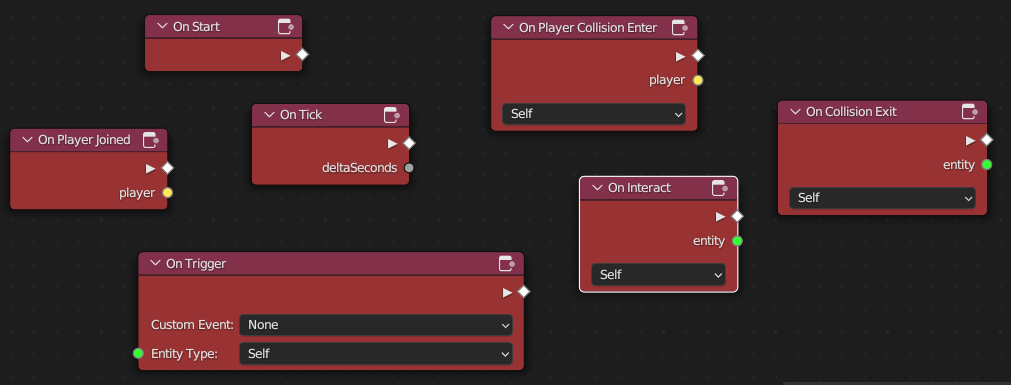 On Start
On Player Collision Enter
player
Self
On Tick
deltaSeconds
On Collision Exit
entity
Self
On Player Joined
player
On Interact
entity
Self
On Trigger
Custom Event: None
Entity Type: Self